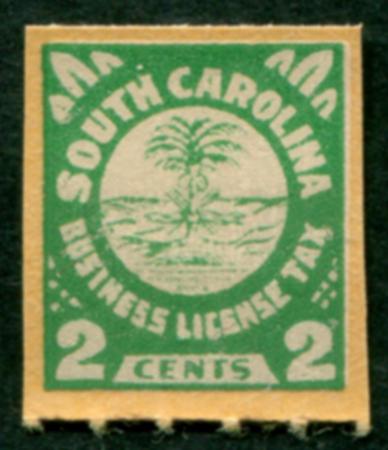 SOUTH CAROLINA
BUSINESS LICENSE TAX
2 CENTS 2